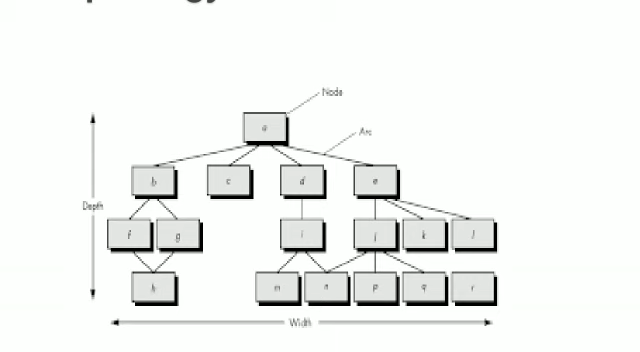 Node
a
Arc
b c d e
Depth
f g i j k l
h m n p q r
Width